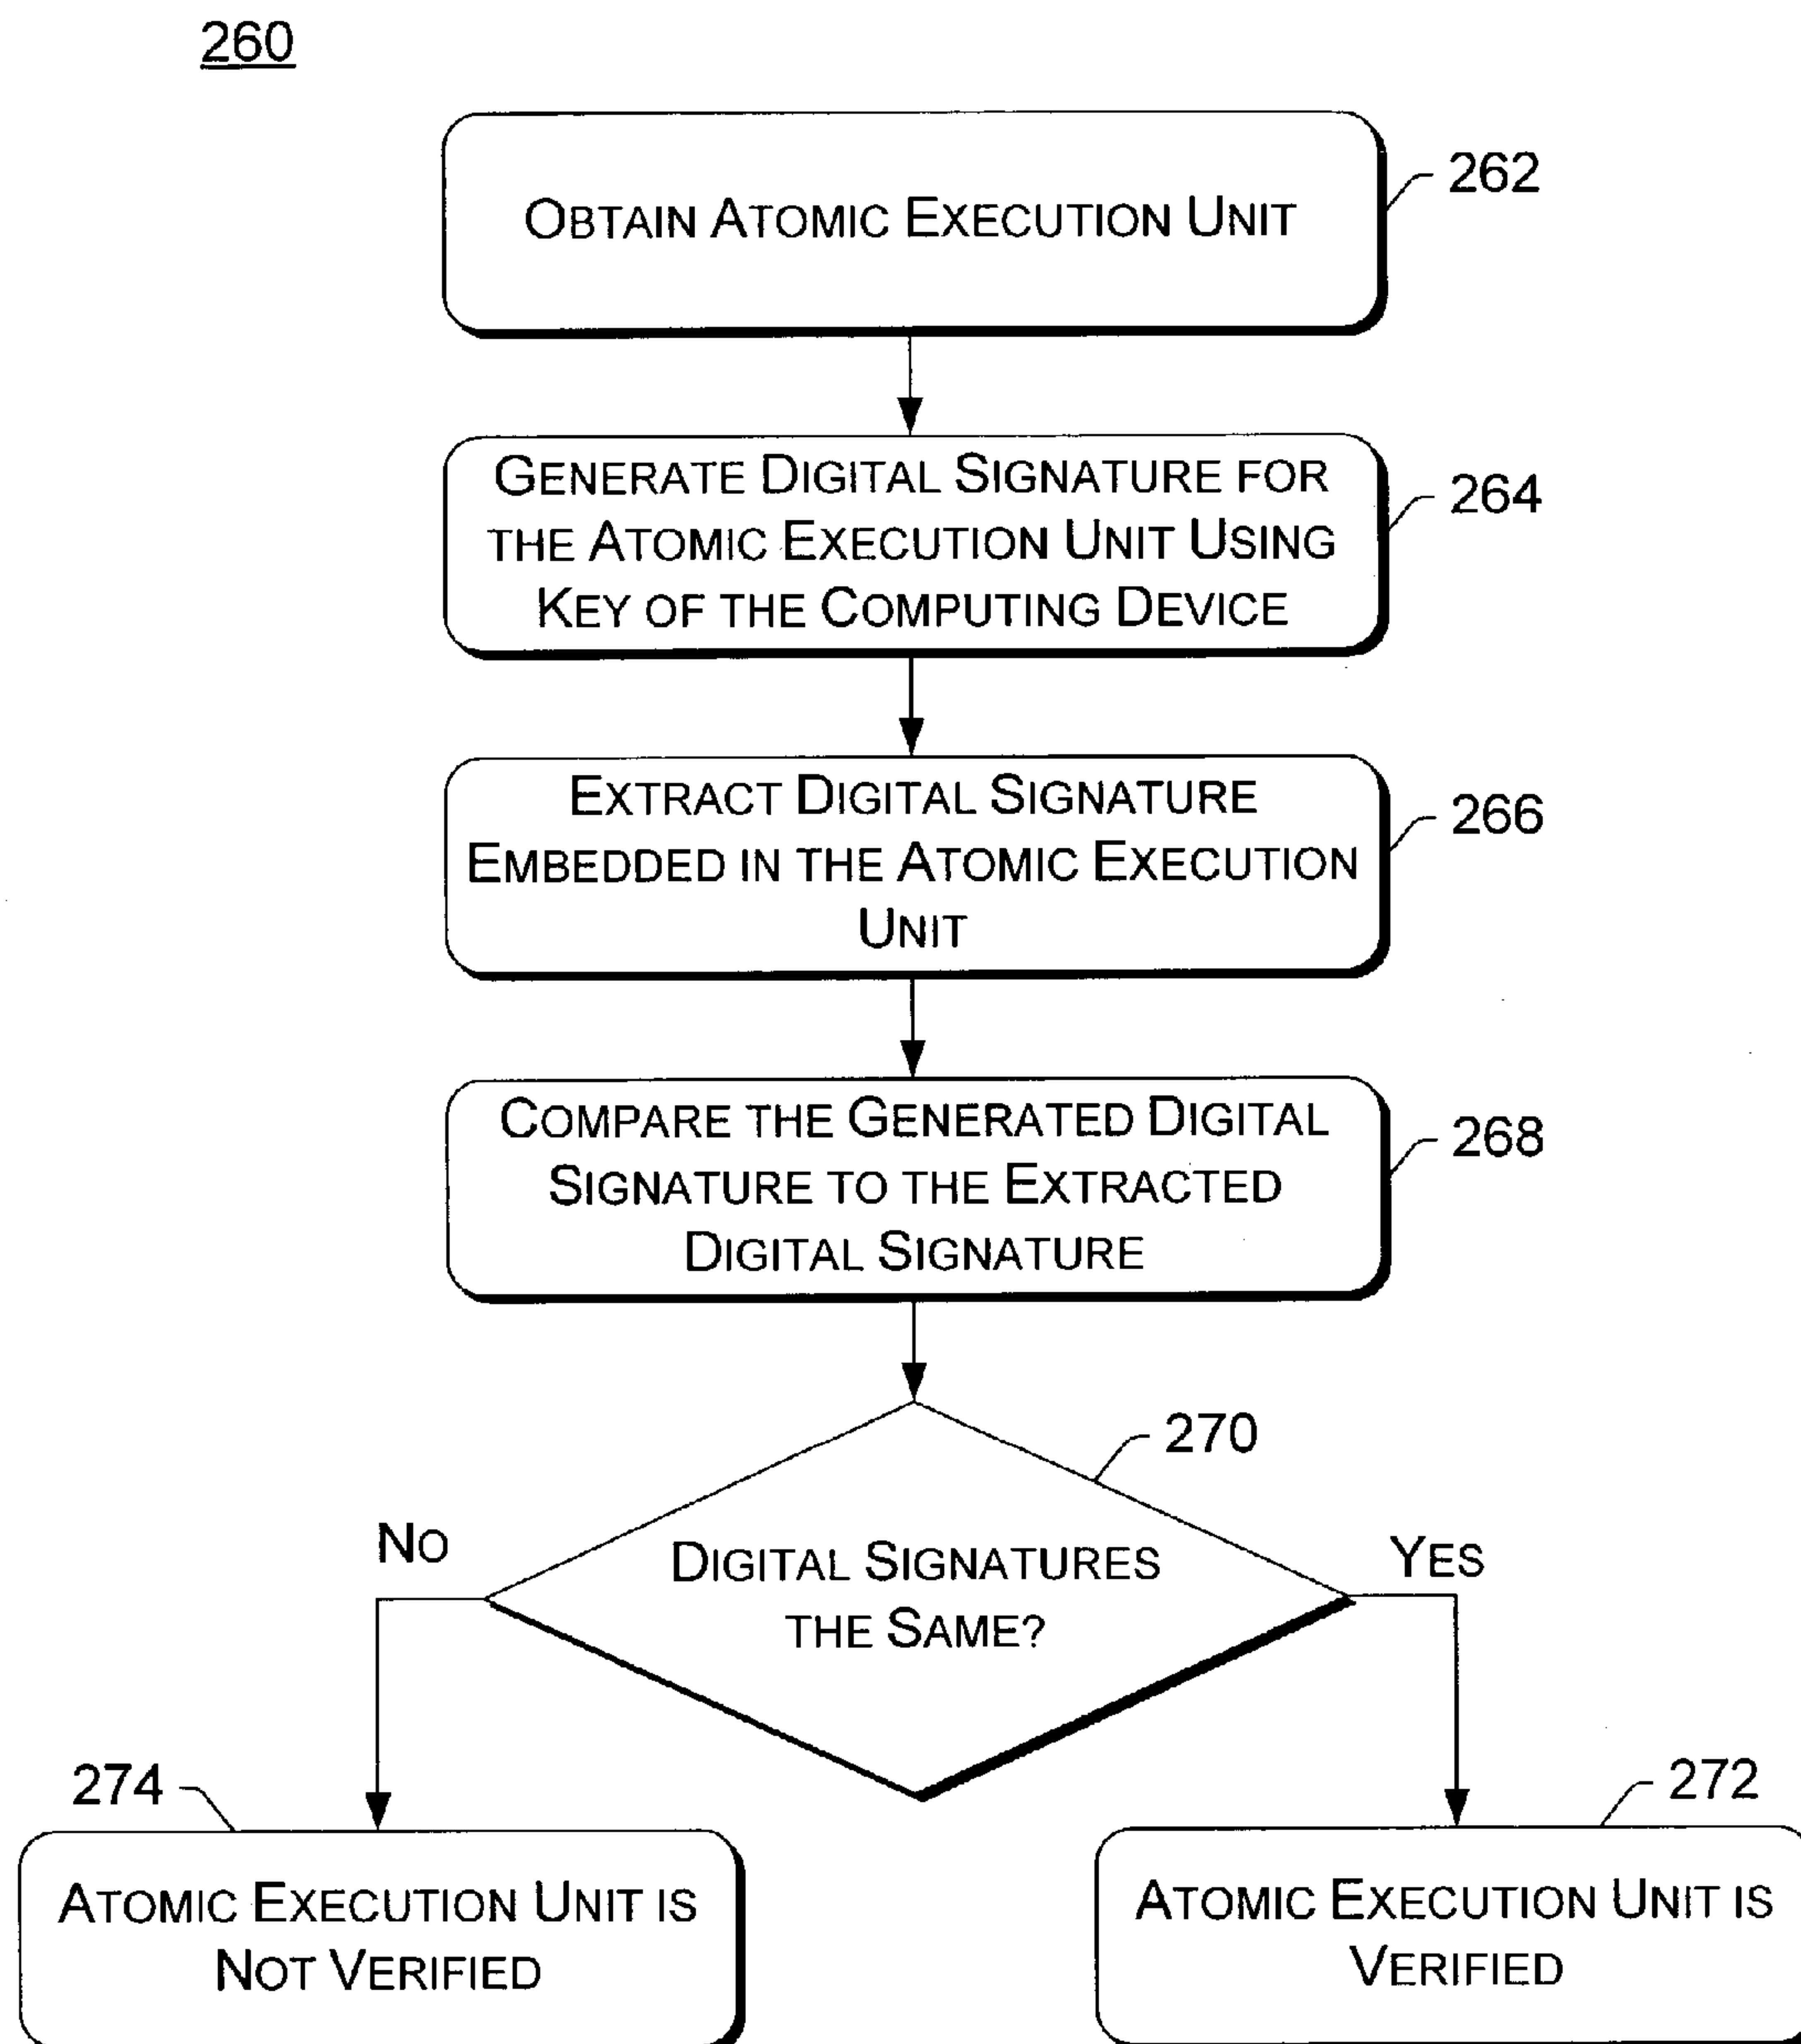 260
OBTAIN ATOMIC EXECUTION UNIT
262
GENERATE DIGITAL SIGNATURE FOR
THE ATOMIC EXECUTION UNIT USING
KEY OF THE COMPUTING DEVICE
264
EXTRACT DIGITAL SIGNATURE
EMBEDDED IN THE ATOMIC EXECUTION
UNIT
266
COMPARE THE GENERATED DIGITAL
SIGNATURE TO THE EXTRACTED
DIGITAL SIGNATURE
268
270
DIGITAL SIGNATURES
THE SAME?
NO
YES
274
ATOMIC EXECUTION UNIT IS
NOT VERIFIED
272
ATOMIC EXECUTION UNIT IS
VERIFIED